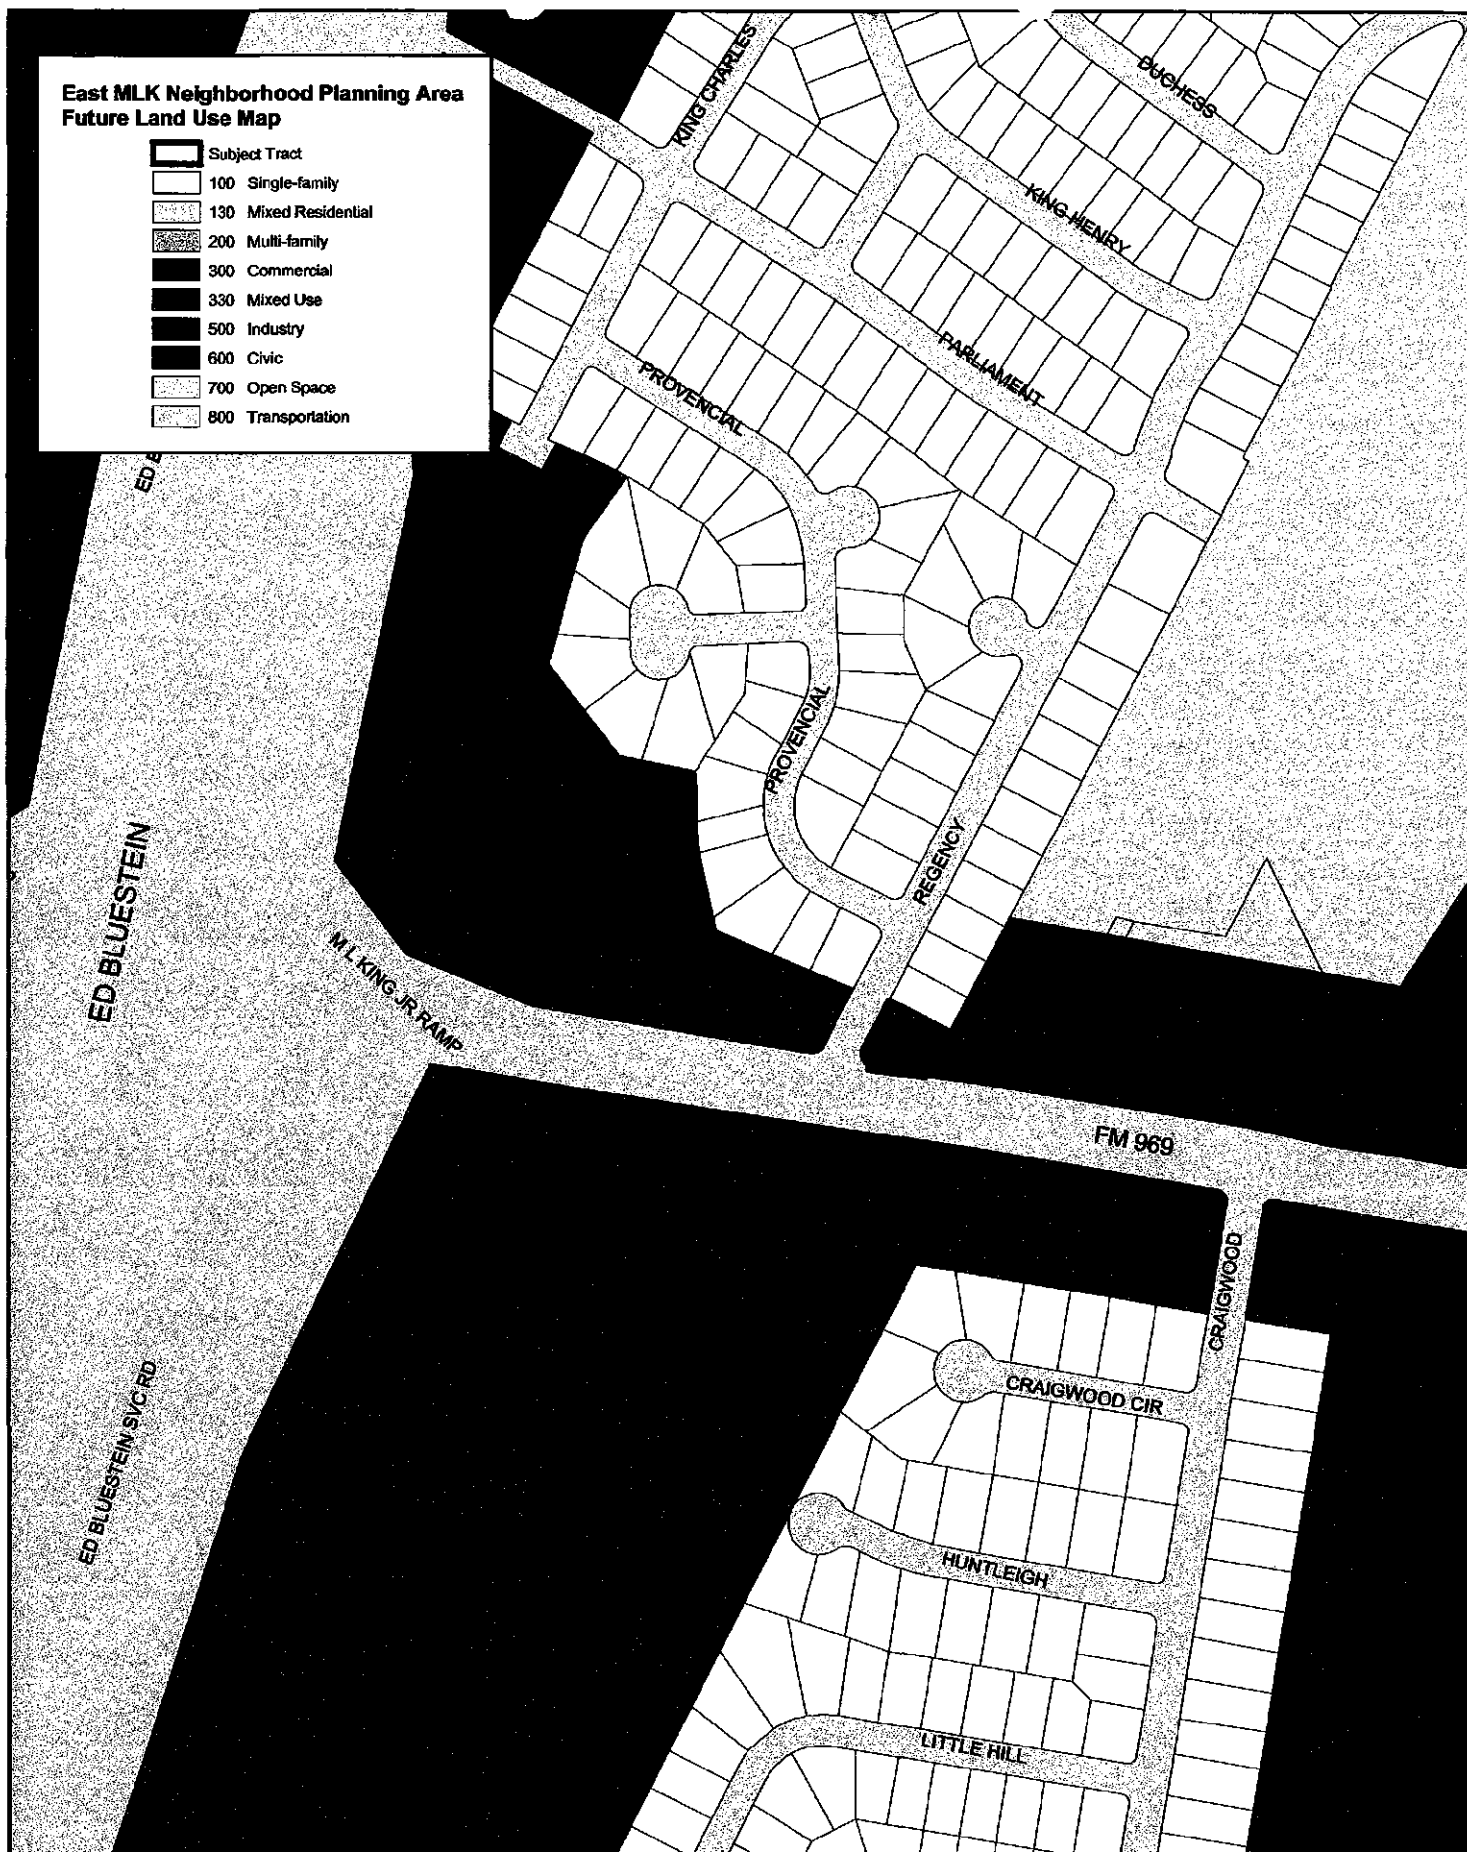 East MLK Neighborhood Planning Area
Future Land Use Map
Subject Tract
100 Single-family
130 Mixed Residential
200 Multi-family
300 Commercial
330 Mixed Use
500 Industry
600 Civic
700 Open Space
800 Transportation
KING CHARLES
DUCHESS
KING HENRY
PARLIAMENT
PROVENCIAL
ED
PROVENCIAL
REGENCY
ED BLUESTEIN
M L KING JR RAMP
FM 969
CRAIGWOOD
CRAIGWOOD CIR
ED BLUESTEIN SVC RD
HUNTLEIGH
LITTLE HILL